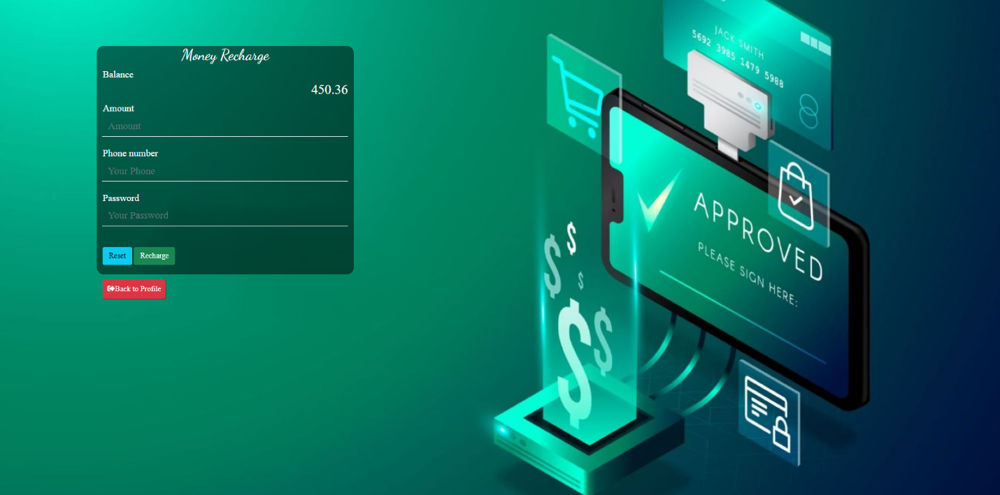 Money Recharge
Balance
450.36
Amount
Amount
Phone number
Your Phone
Password
Your Password
Reset Recharge
Back to Profile
JACK SMITH
5692 3985 1479 5988
APPROVED
PLEASE SIGN HERE:
$
$
$
$
$